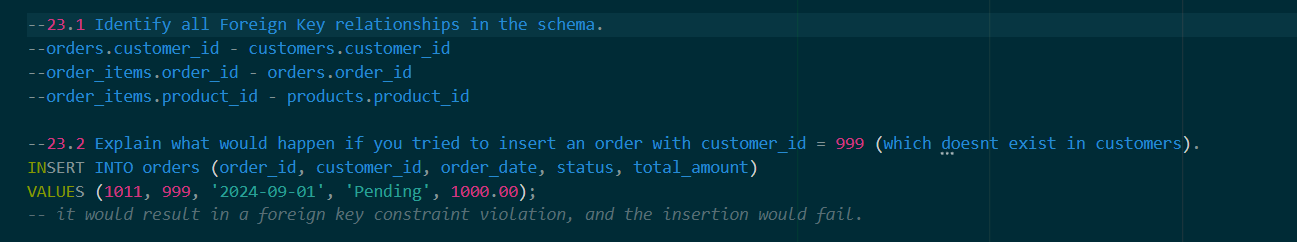 --23.1 Identify all Foreign Key relationships in the schema.
--orders.customer_id - customers.customer_id
--order_items.order_id - orders.order_id
--order_items.product_id - products.product_id
--23.2 Explain what would happen if you tried to insert an order with customer_id = 999 (which doesnt exist in customers).
INSERT INTO orders (order_id, customer_id, order_date, status, total_amount)
VALUES (1011, 999, '2024-09-01', 'Pending', 1000.00);
-- it would result in a foreign key constraint violation, and the insertion would fail.